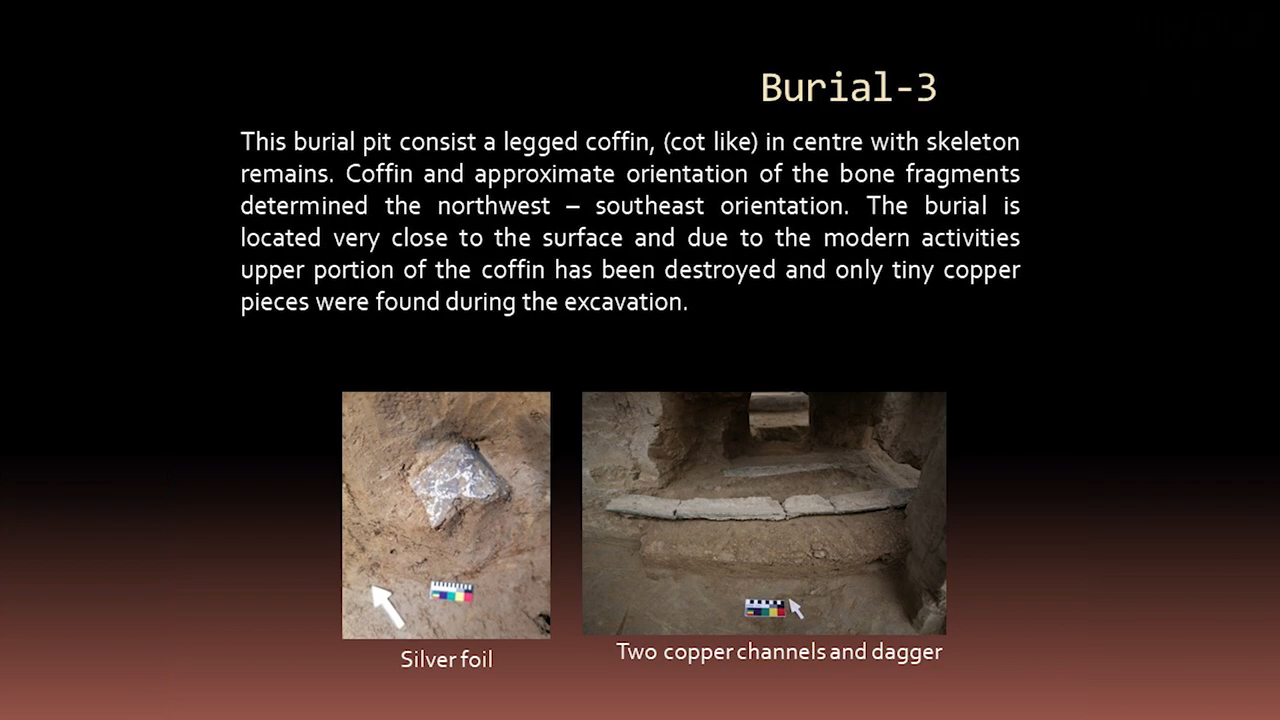 Burial-3
This burial pit consist a legged coffin, (cot like) in centre with skeleton
remains. Coffin and approximate orientation of the bone fragments
determined the northwest – southeast orientation. The burial is
located very close to the surface and due to the modern activities
upper portion of the coffin has been destroyed and only tiny copper
pieces were found during the excavation.
Silver foil
Two copper channels and dagger